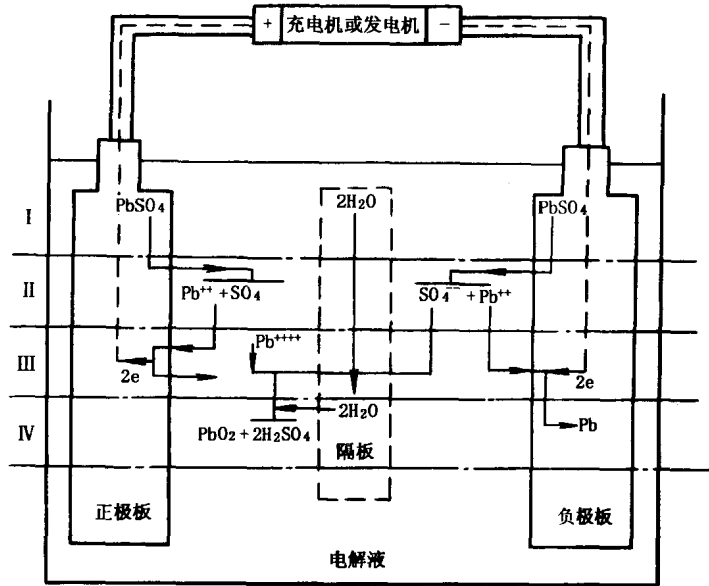 + 充电机或发电机 −
I PbSO₄ 2H₂O PbSO₄
II Pb⁺⁺ + SO₄ SO₄⁻⁻ + Pb⁺⁺
Pb⁺⁺⁺⁺
III 2e 2e
2H₂O
IV PbO₂ + 2H₂SO₄ Pb
隔板
正极板 负极板
电解液